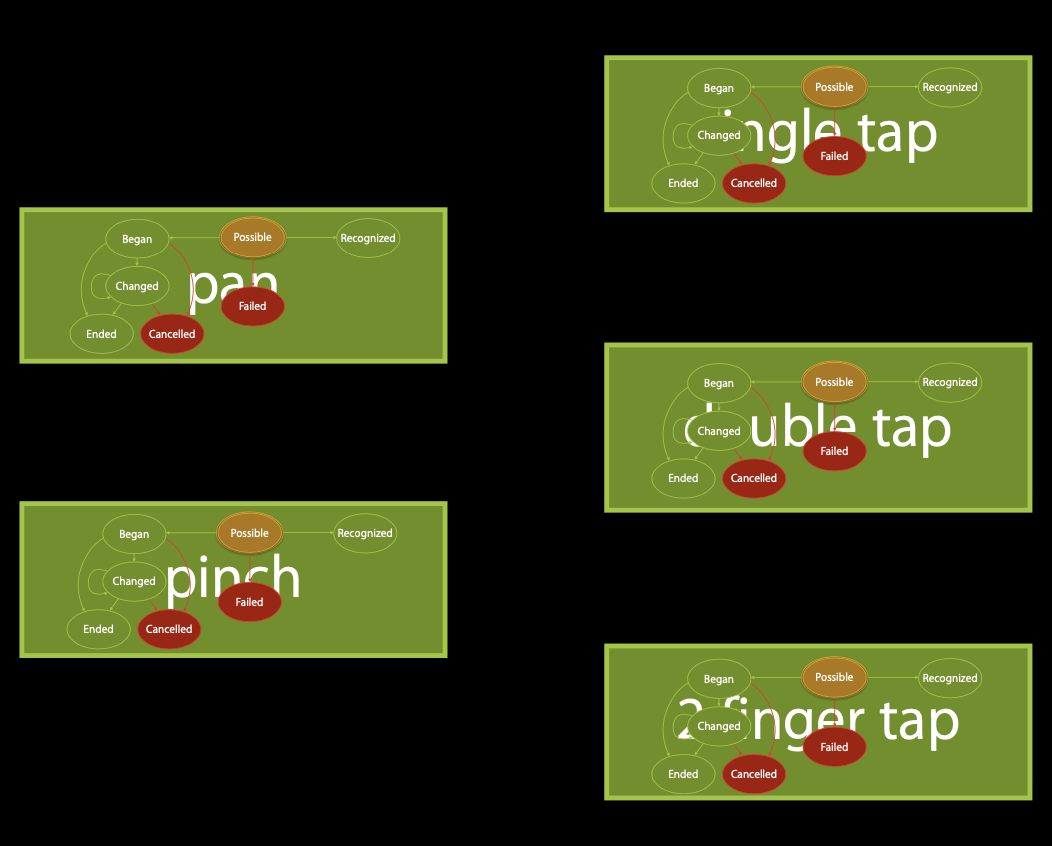 Began
Possible
Recognized
Changed
pan
Failed
Ended
Cancelled
Began
Possible
Recognized
Changed
pinch
Failed
Ended
Cancelled
Began
Possible
Recognized
Changed
ingle tap
Failed
Ended
Cancelled
Began
Possible
Recognized
Changed
double tap
Failed
Ended
Cancelled
Began
Possible
Recognized
Changed
2 finger tap
Failed
Ended
Cancelled